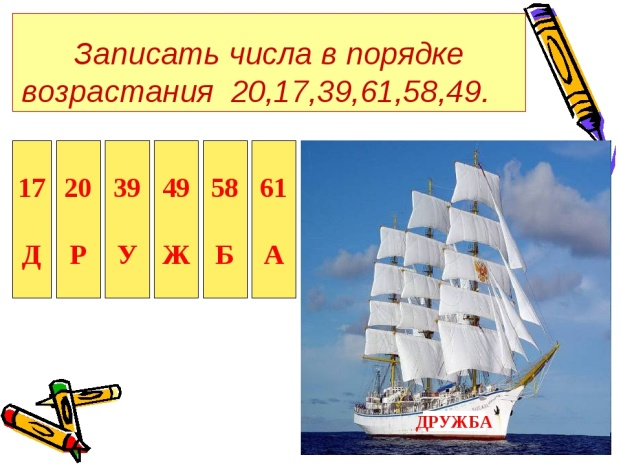 Записать числа в порядке
возрастания 20,17,39,61,58,49.
17 20 39 49 58 61
Д Р У Ж Б А
ДРУЖБА